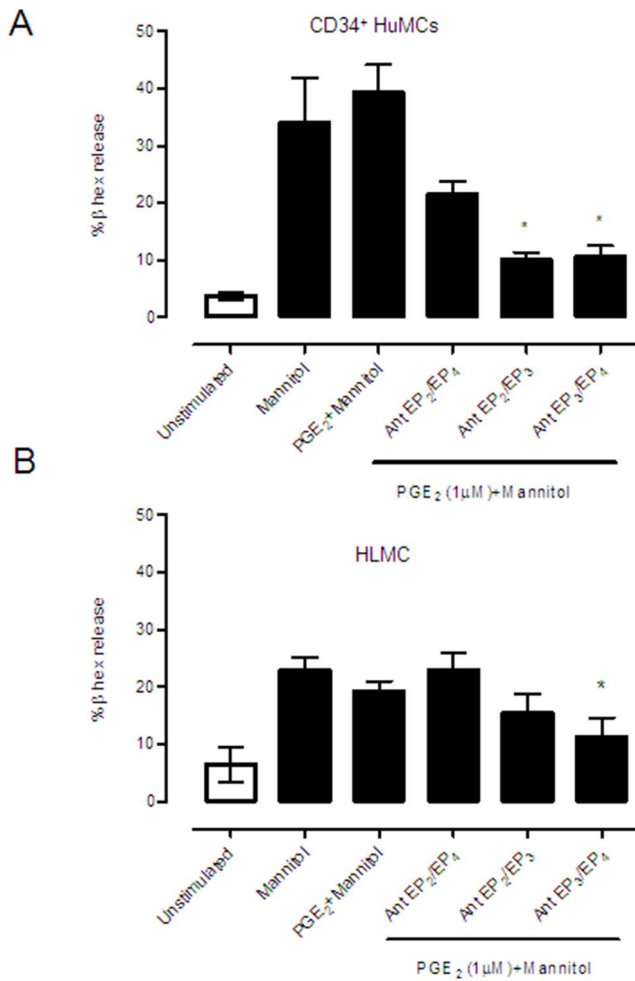 A
CD34⁺ HuMCs
% β hex release
50
40
30
20
10
0
* *
Unstimulated
Mannitol
PGE₂+Mannitol
Ant EP₂/EP₄
Ant EP₂/EP₃
Ant EP₃/EP₄
PGE₂ (1μM)+Mannitol
B
HLMC
% β hex release
50
40
30
20
10
0
*
Unstimulated
Mannitol
PGE₂+Mannitol
Ant EP₂/EP₄
Ant EP₂/EP₃
Ant EP₃/EP₄
PGE₂ (1μM)+Mannitol